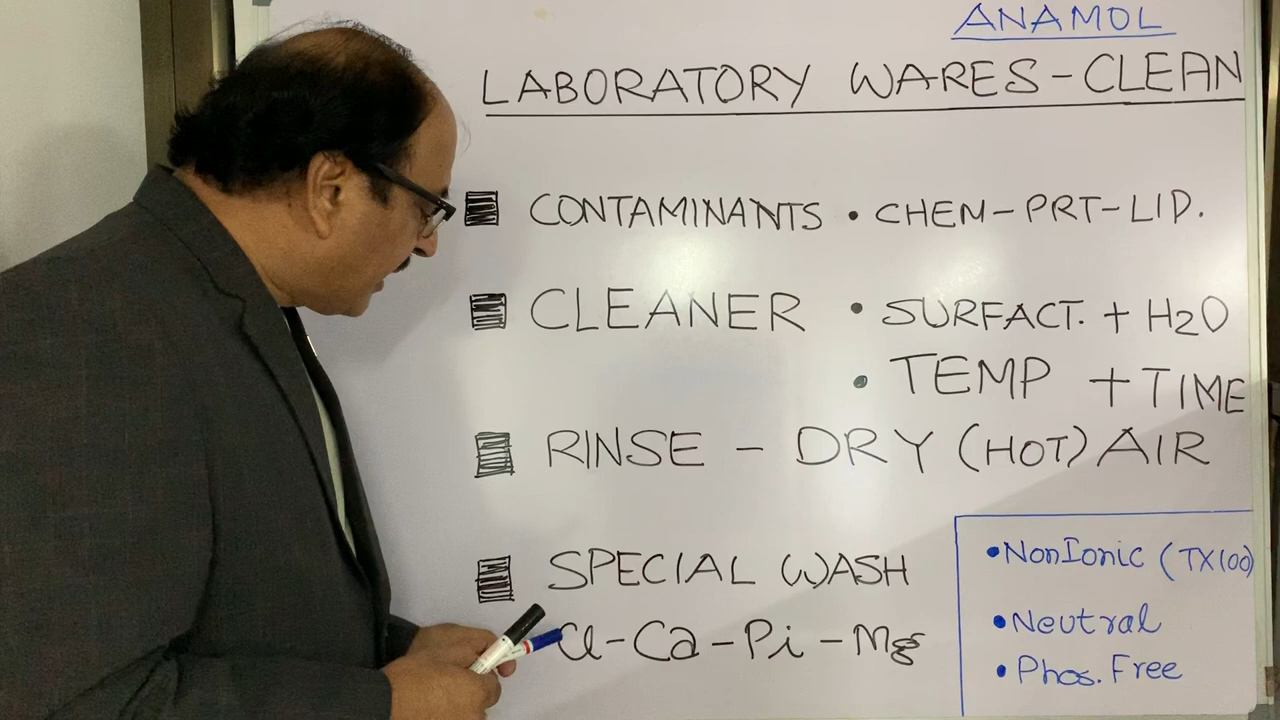 ANAMOL
LABORATORY WARES - CLEAN
CONTAMINANTS • CHEM-PRT-LID.
CLEANER • SURFACT. + H2O
• TEMP + TIME
RINSE - DRY (HOT) AIR
SPECIAL WASH
Cl-Ca-Pi-Mg
• NonIonic (TX100)
• Neutral
• Phos. Free